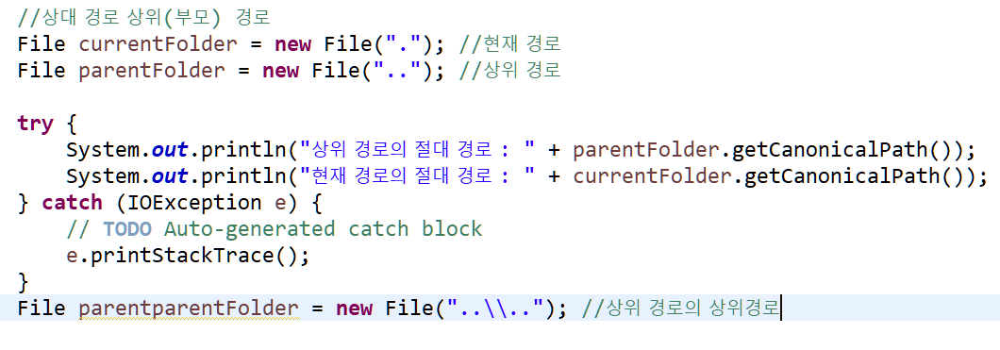 //상대 경로 상위(부모) 경로
File currentFolder = new File("."); //현재 경로
File parentFolder = new File(".."); //상위 경로
try {
System.out.println("상위 경로의 절대 경로 : " + parentFolder.getCanonicalPath());
System.out.println("현재 경로의 절대 경로 : " + currentFolder.getCanonicalPath());
} catch (IOException e) {
// TODO Auto-generated catch block
e.printStackTrace();
}
File parentparentFolder = new File("..\\.."); //상위 경로의 상위경로